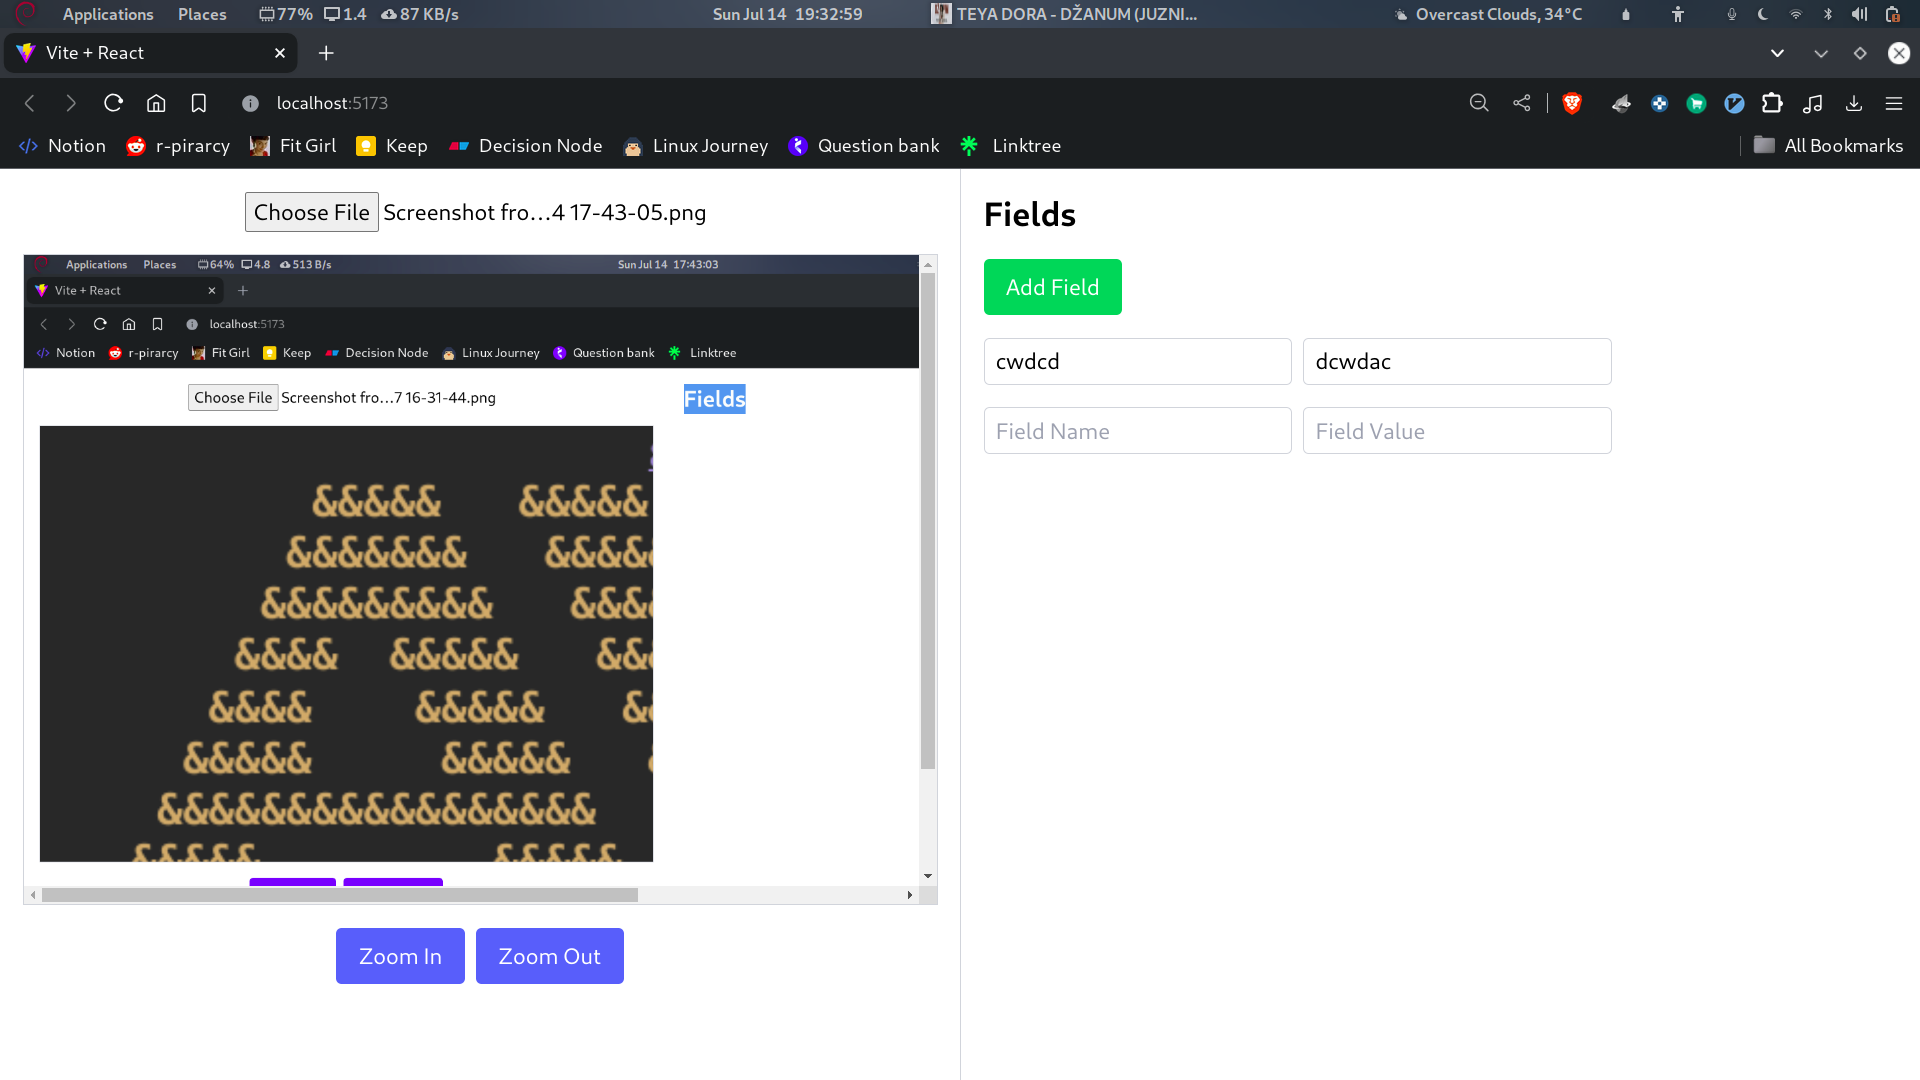 Applications Places 77% 1.4 87 KB/s Sun Jul 14 19:32:59 TEYA DORA - DŽANUM (JUZNI... Overcast Clouds, 34°C
Vite + React
localhost:5173
</> Notion r-pirarcy Fit Girl Keep Decision Node Linux Journey Question bank Linktree All Bookmarks
Choose File Screenshot fro...4 17-43-05.png
Applications Places 64% 4.8 513 B/s Sun Jul 14 17:43:03
Vite + React
localhost:5173
</> Notion r-pirarcy Fit Girl Keep Decision Node Linux Journey Question bank Linktree
Choose File Screenshot fro...7 16-31-44.png
Fields
&&&&& &&&&&
&&&&&&& &&&&
&&&&&&&&& &&&
&&&& &&&&& &&
&&&& &&&&& &
&&&&& &&&&&
&&&&&&&&&&&&&&&&&
&&&&& &&&&&
Zoom In Zoom Out
Fields
Add Field
cwdcd dcwdac
Field Name Field Value